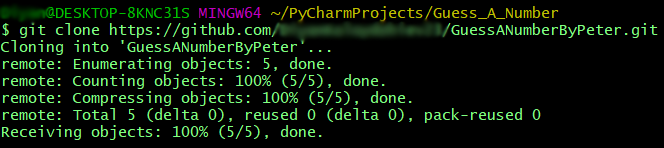 @DESKTOP-8KNC31S MINGW64 ~/PyCharmProjects/Guess_A_Number
$ git clone https://github.com/ /GuessANumberByPeter.git
Cloning into 'GuessANumberByPeter'...
remote: Enumerating objects: 5, done.
remote: Counting objects: 100% (5/5), done.
remote: Compressing objects: 100% (5/5), done.
remote: Total 5 (delta 0), reused 0 (delta 0), pack-reused 0
Receiving objects: 100% (5/5), done.